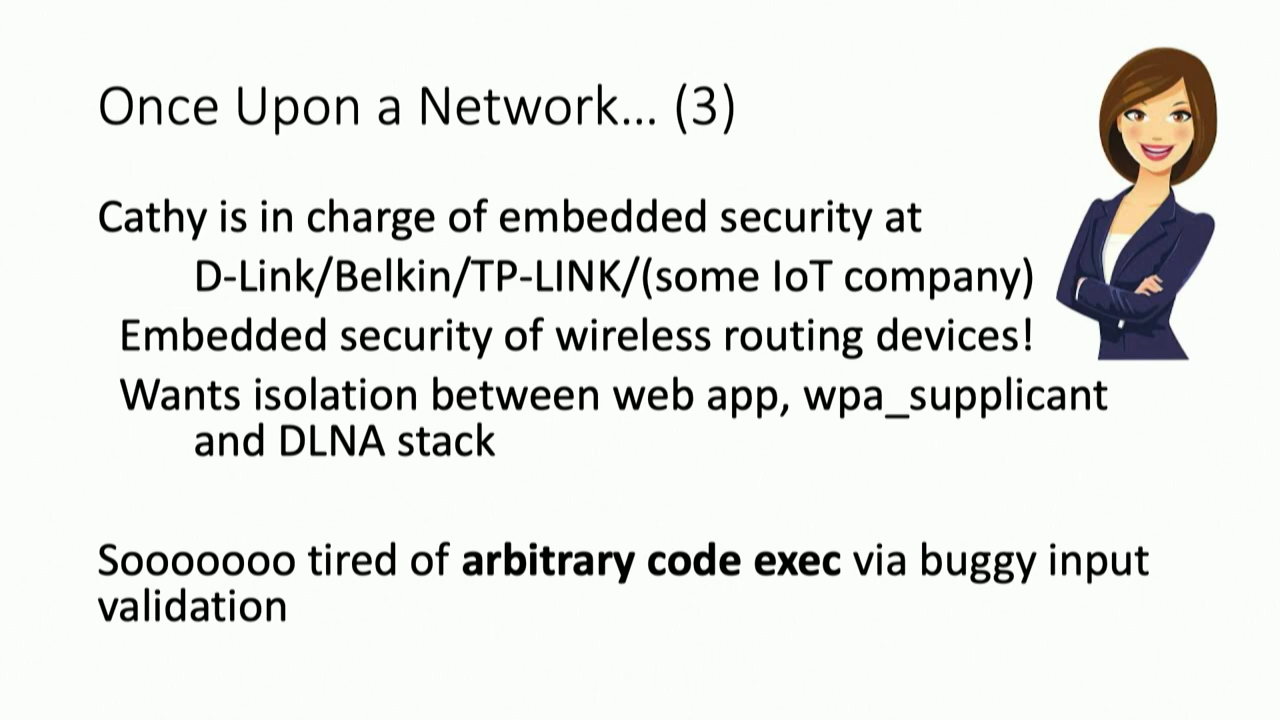 Once Upon a Network... (3)
Cathy is in charge of embedded security at
D-Link/Belkin/TP-LINK/(some IoT company)
Embedded security of wireless routing devices!
Wants isolation between web app, wpa_supplicant
and DLNA stack
Sooooooo tired of arbitrary code exec via buggy input
validation